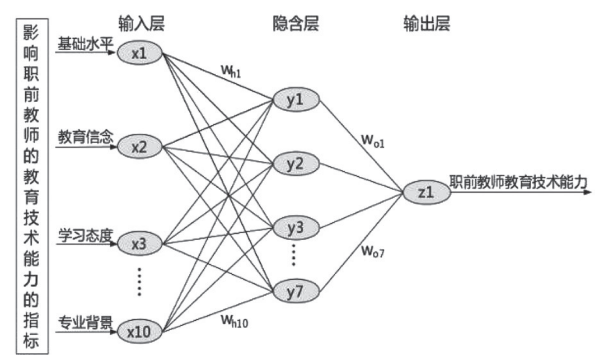 影响职前教师的教育技术能力的指标
输入层
隐含层
输出层
基础水平
x1
教育信念
x2
学习态度
x3
专业背景
x10
Wh1
Wh10
y1
y2
y3
y7
Wo1
Wo7
z1
职前教师教育技术能力